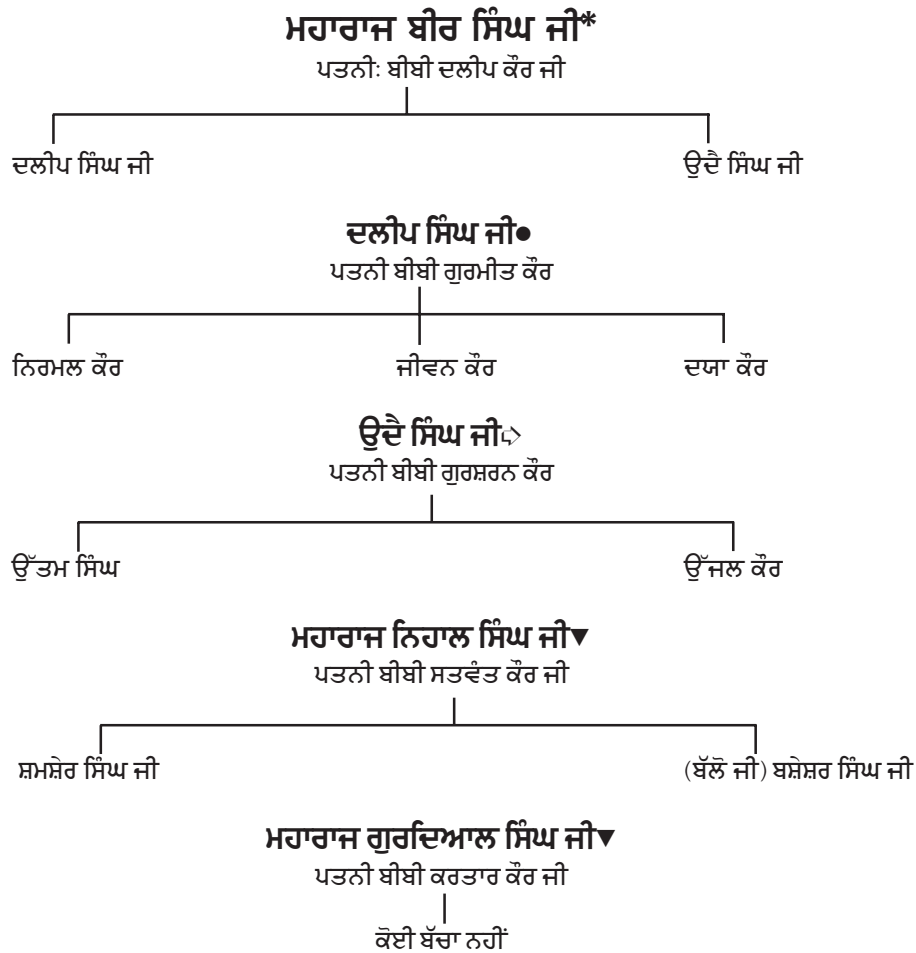 ਮਹਾਰਾਜ ਬੀਰ ਸਿੰਘ ਜੀ*
ਪਤਨੀ: ਬੀਬੀ ਦਲੀਪ ਕੌਰ ਜੀ
ਦਲੀਪ ਸਿੰਘ ਜੀ ਉਦੈ ਸਿੰਘ ਜੀ
ਦਲੀਪ ਸਿੰਘ ਜੀ●
ਪਤਨੀ ਬੀਬੀ ਗੁਰਮੀਤ ਕੌਰ
ਨਿਰਮਲ ਕੌਰ ਜੀਵਨ ਕੌਰ ਦਯਾ ਕੌਰ
ਉਦੈ ਸਿੰਘ ਜੀ➪
ਪਤਨੀ ਬੀਬੀ ਗੁਰਸ਼ਰਨ ਕੌਰ
ਉੱਤਮ ਸਿੰਘ ਉੱਜਲ ਕੌਰ
ਮਹਾਰਾਜ ਨਿਹਾਲ ਸਿੰਘ ਜੀ▼
ਪਤਨੀ ਬੀਬੀ ਸਤਵੰਤ ਕੌਰ ਜੀ
ਸ਼ਮਸ਼ੇਰ ਸਿੰਘ ਜੀ (ਬੱਲੋ ਜੀ) ਬਸ਼ੇਸ਼ਰ ਸਿੰਘ ਜੀ
ਮਹਾਰਾਜ ਗੁਰਦਿਆਲ ਸਿੰਘ ਜੀ▼
ਪਤਨੀ ਬੀਬੀ ਕਰਤਾਰ ਕੌਰ ਜੀ
ਕੋਈ ਬੱਚਾ ਨਹੀਂ